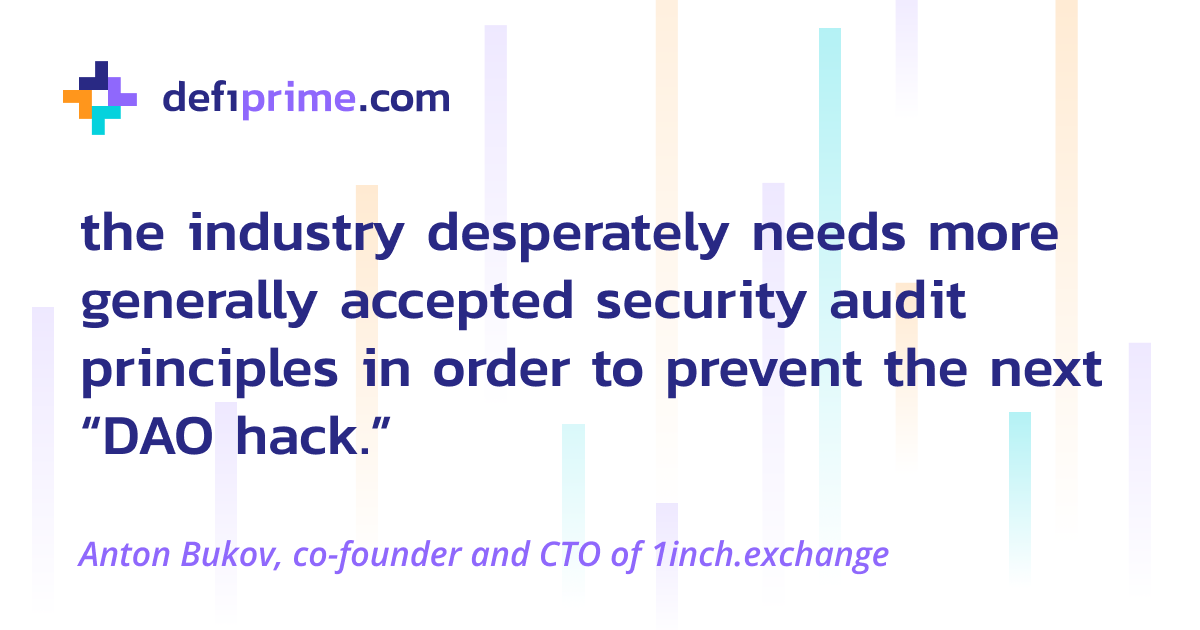 defiprime.com
the industry desperately needs more
generally accepted security audit
principles in order to prevent the next
“DAO hack.”
Anton Bukov, co-founder and CTO of 1inch.exchange